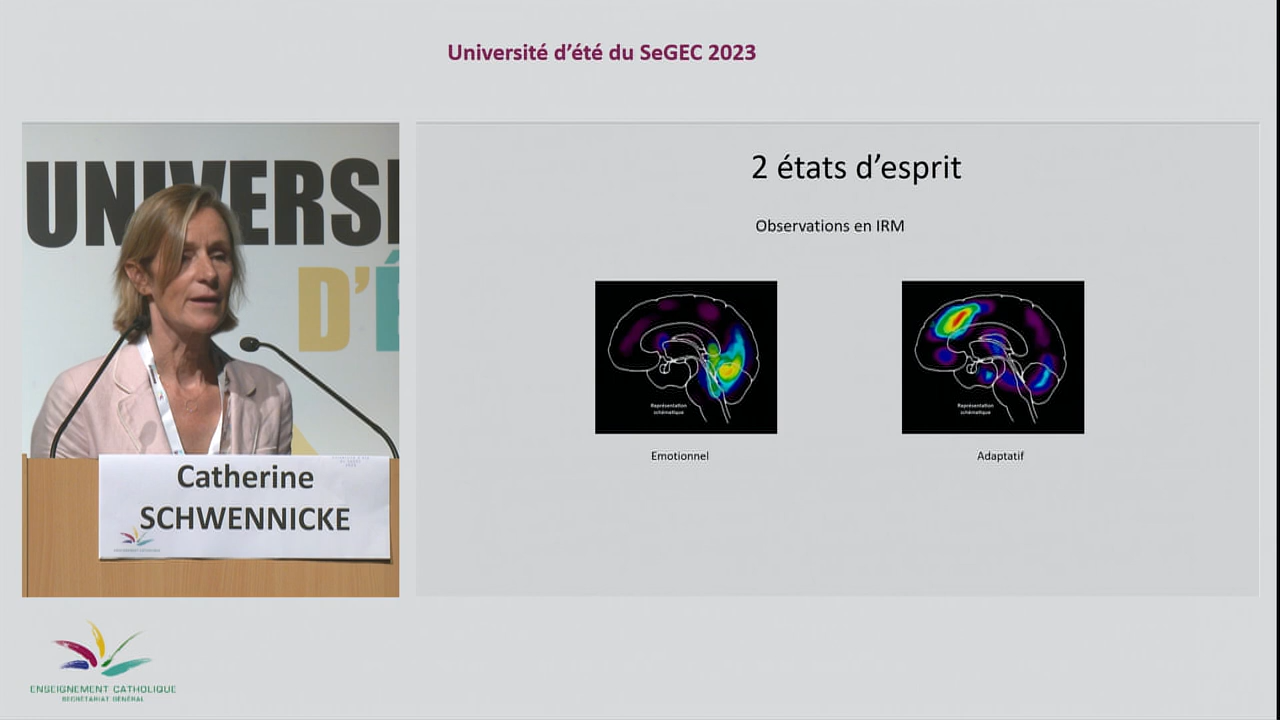 Université d’été du SeGEC 2023
UNIVERSI
D’É
Catherine
SCHWENNICKE
2 états d’esprit
Observations en IRM
Représentation
schématique
Représentation
schématique
Emotionnel
Adaptatif
ENSEIGNEMENT CATHOLIQUE
SECRÉTARIAT GÉNÉRAL